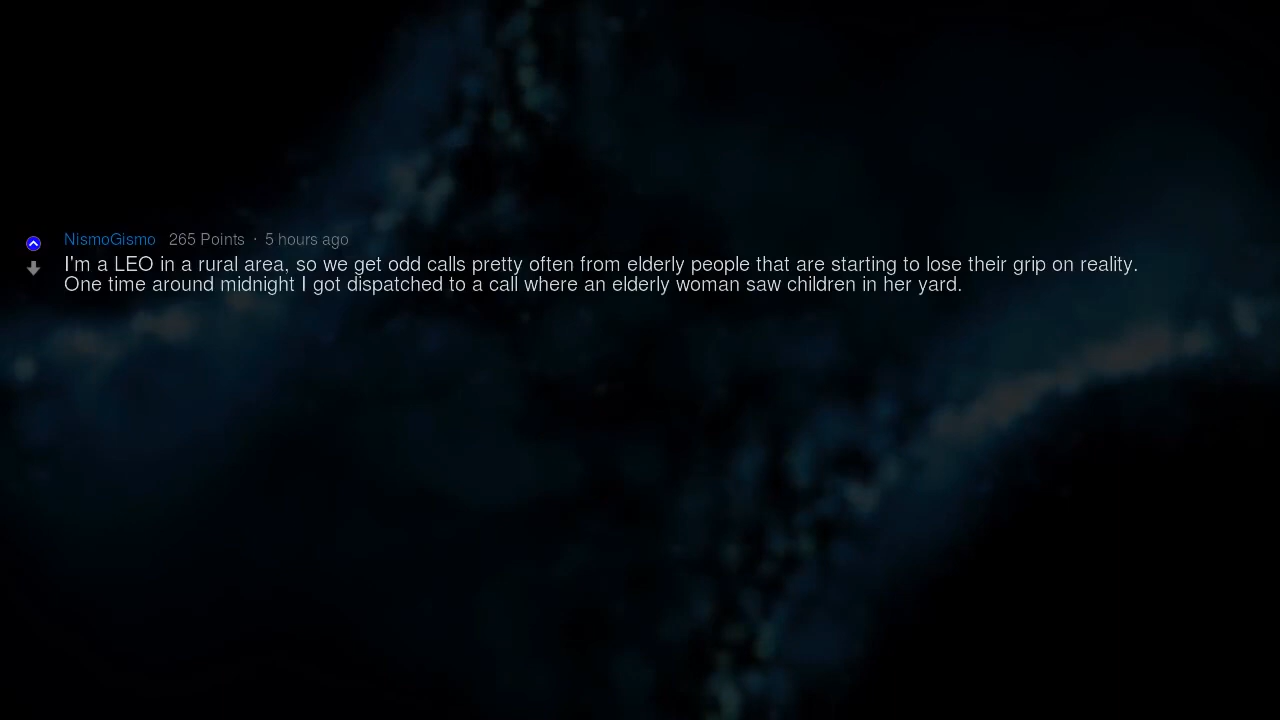 NismoGismo 265 Points · 5 hours ago
I'm a LEO in a rural area, so we get odd calls pretty often from elderly people that are starting to lose their grip on reality.
One time around midnight I got dispatched to a call where an elderly woman saw children in her yard.